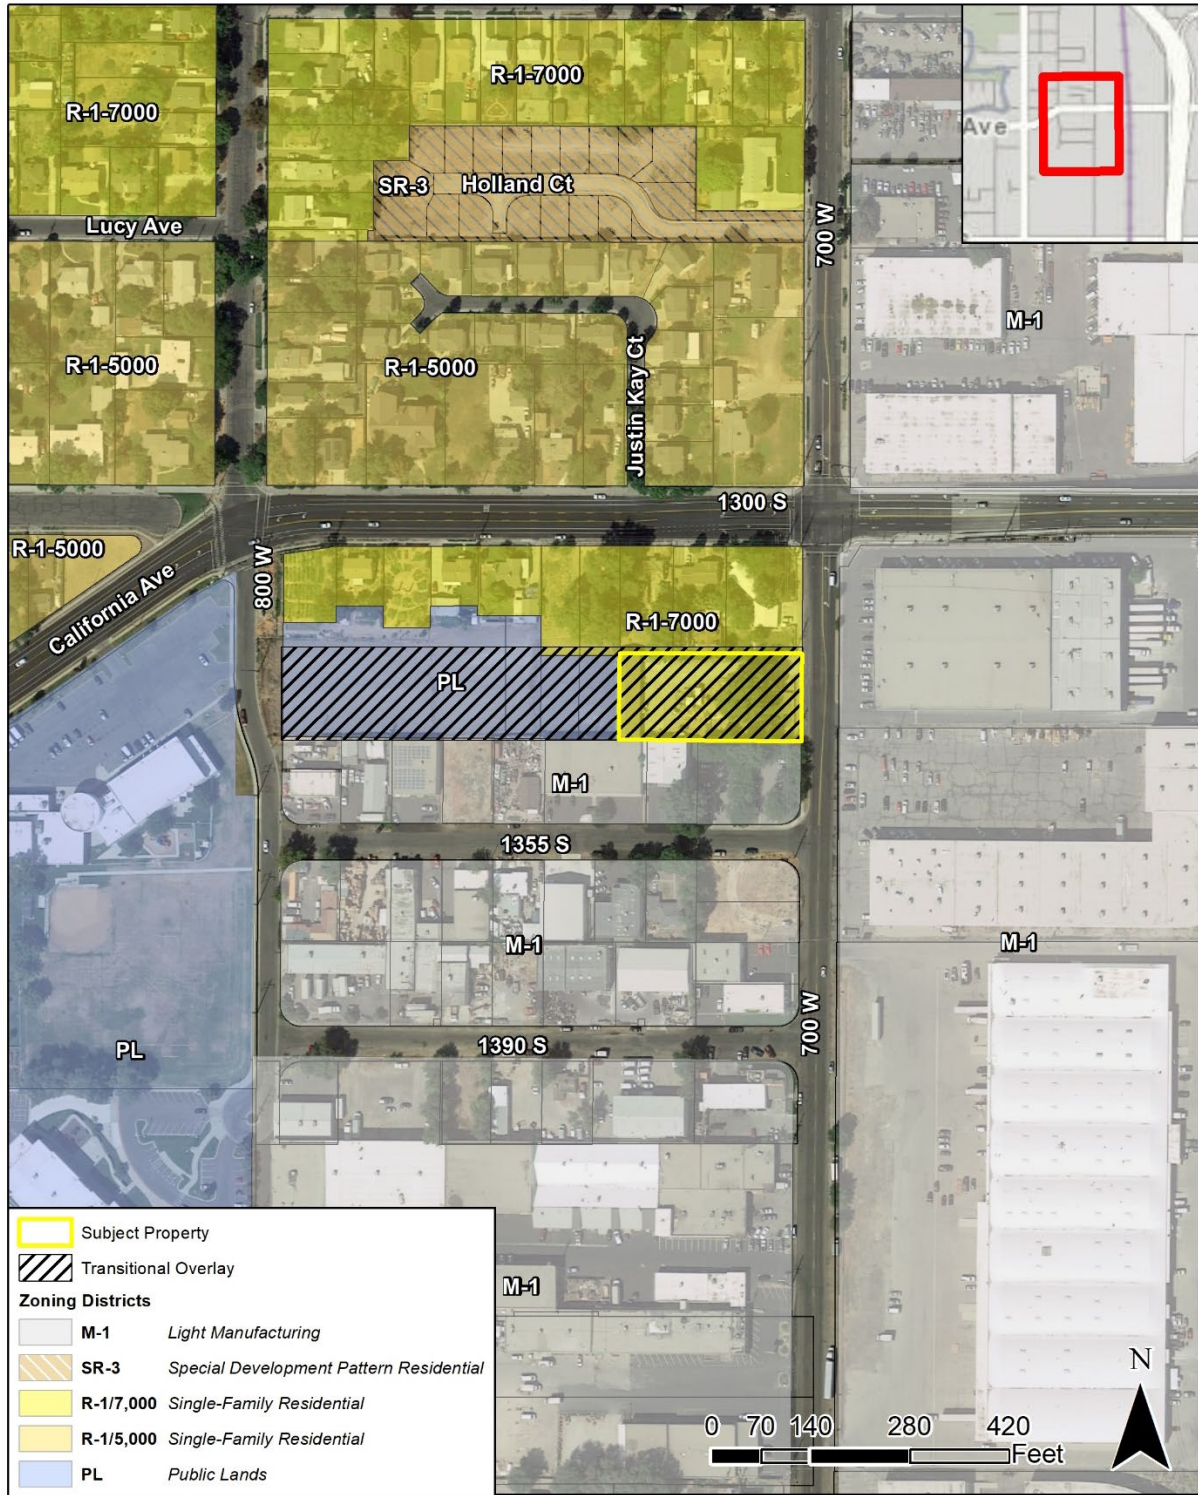 R-1-7000
R-1-7000
Ave
SR-3
Holland Ct
Lucy Ave
700 W
M-1
R-1-5000
R-1-5000
Justin Kay Ct
1300 S
R-1-5000
California Ave
800 W
R-1-7000
PL
M-1
1355 S
M-1
M-1
700 W
1390 S
PL
M-1
Subject Property
Transitional Overlay
Zoning Districts
M-1 Light Manufacturing
SR-3 Special Development Pattern Residential
R-1/7,000 Single-Family Residential
R-1/5,000 Single-Family Residential
PL Public Lands
N
0 70 140 280 420
Feet